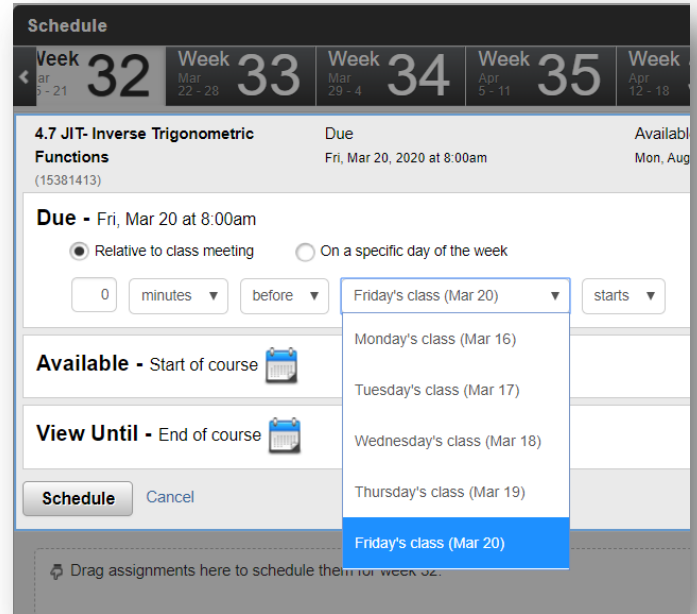 Schedule
Week 32 Week 33 Week 34 Week 35 Week
Mar 22 - 28 Mar 29 - 4 Apr 5 - 11 Apr 12 - 18
4.7 JIT- Inverse Trigonometric Functions Due
(15381413) Fri, Mar 20, 2020 at 8:00am Mon, Aug
Due - Fri, Mar 20 at 8:00am
Relative to class meeting On a specific day of the week
0 minutes before Friday's class (Mar 20) starts
Monday's class (Mar 16)
Tuesday's class (Mar 17)
Wednesday's class (Mar 18)
Thursday's class (Mar 19)
Friday's class (Mar 20)
Available - Start of course
View Until - End of course
Schedule Cancel
Drag assignments here to schedule them for week 32.